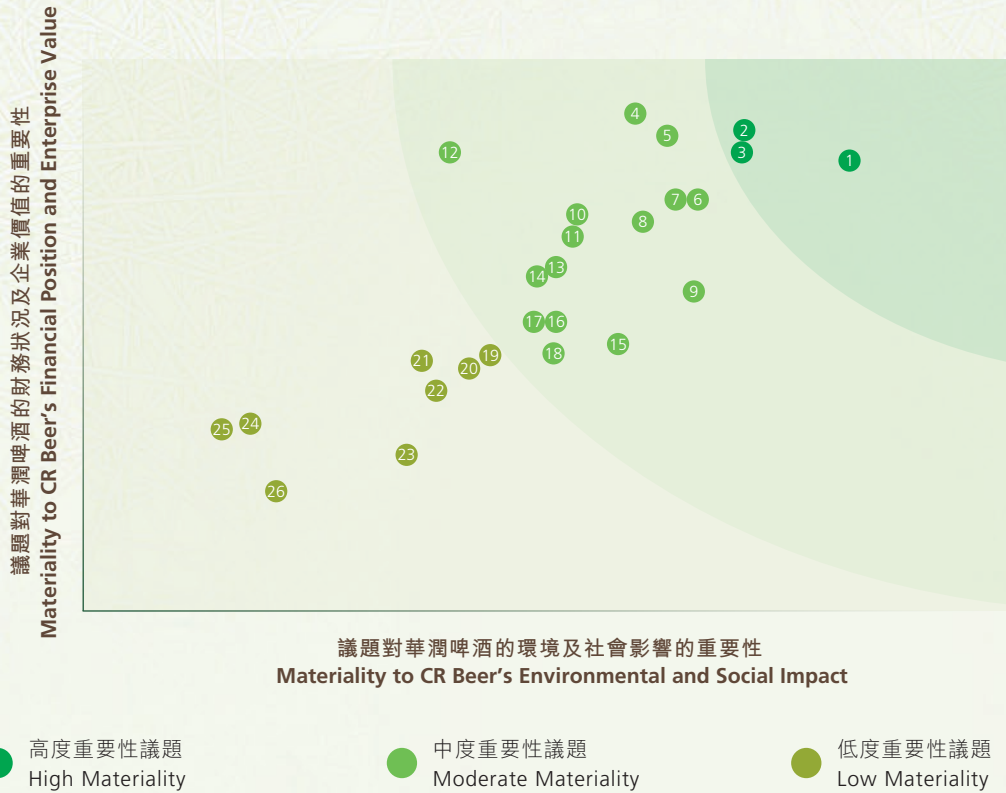 議題對華潤啤酒的財務狀況及企業價值的重要性
Materiality to CR Beer's Financial Position and Enterprise Value
4
5
2
3
1
12
7
6
10
8
11
13
14
9
17
16
15
18
19
21
20
22
24
25
23
26
議題對華潤啤酒的環境及社會影響的重要性
Materiality to CR Beer's Environmental and Social Impact
高度重要性議題
High Materiality
中度重要性議題
Moderate Materiality
低度重要性議題
Low Materiality